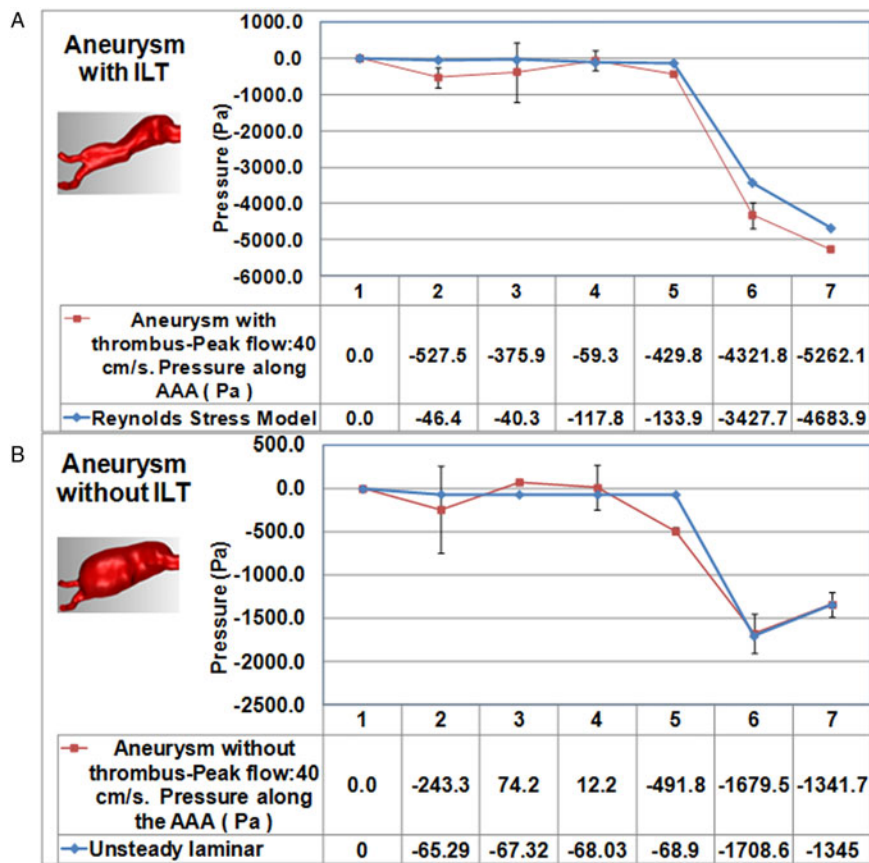 A
Aneurysm
with ILT
Pressure (Pa)
1000.0
0.0
-1000.0
-2000.0
-3000.0
-4000.0
-5000.0
-6000.0
1 2 3 4 5 6 7
Aneurysm with
thrombus-Peak flow:40
cm/s. Pressure along
AAA ( Pa )
0.0 -527.5 -375.9 -59.3 -429.8 -4321.8 -5262.1
Reynolds Stress Model 0.0 -46.4 -40.3 -117.8 -133.9 -3427.7 -4683.9
B
Aneurysm
without ILT
Pressure (Pa)
500.0
0.0
-500.0
-1000.0
-1500.0
-2000.0
-2500.0
1 2 3 4 5 6 7
Aneurysm without
thrombus-Peak flow:40
cm/s. Pressure along
the AAA ( Pa )
0.0 -243.3 74.2 12.2 -491.8 -1679.5 -1341.7
Unsteady laminar 0 -65.29 -67.32 -68.03 -68.9 -1708.6 -1345